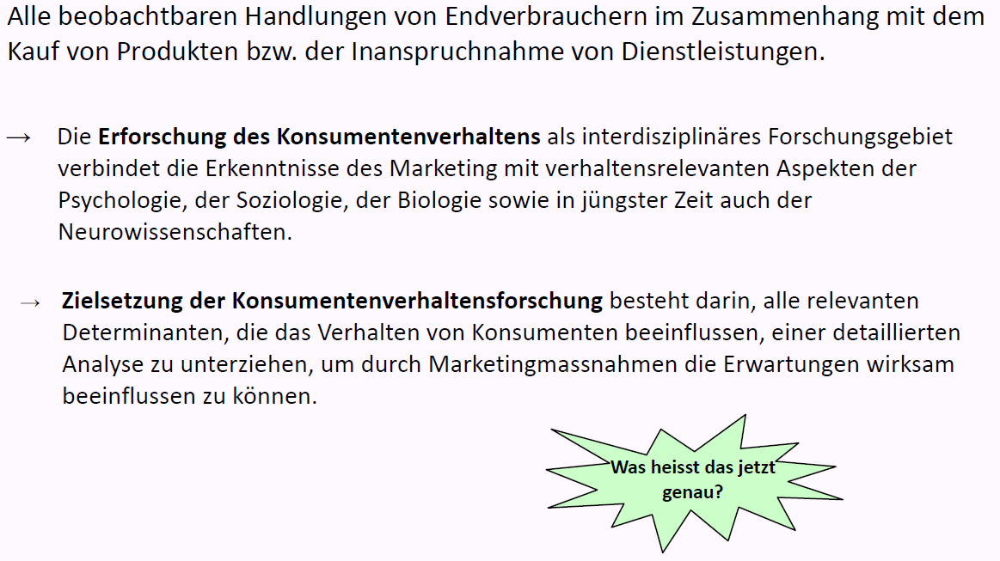 Alle beobachtbaren Handlungen von Endverbrauchern im Zusammenhang mit dem
Kauf von Produkten bzw. der Inanspruchnahme von Dienstleistungen.
→ Die Erforschung des Konsumentenverhaltens als interdisziplinäres Forschungsgebiet
verbindet die Erkenntnisse des Marketing mit verhaltensrelevanten Aspekten der
Psychologie, der Soziologie, der Biologie sowie in jüngster Zeit auch der
Neurowissenschaften.
→ Zielsetzung der Konsumentenverhaltensforschung besteht darin, alle relevanten
Determinanten, die das Verhalten von Konsumenten beeinflussen, einer detaillierten
Analyse zu unterziehen, um durch Marketingmassnahmen die Erwartungen wirksam
beeinflussen zu können.
Was heisst das jetzt
genau?